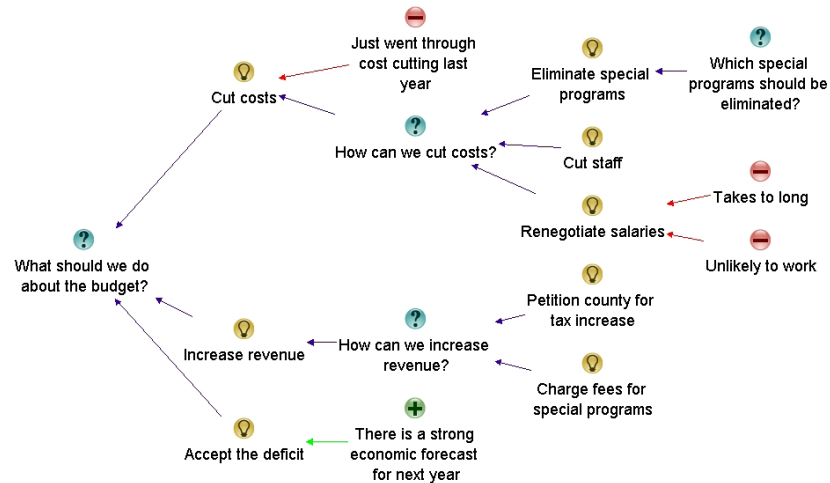 Just went through
cost cutting last
year
Cut costs
Eliminate special
programs
Which special
programs should be
eliminated?
How can we cut costs?
Cut staff
Takes to long
Renegotiate salaries
Unlikely to work
What should we do
about the budget?
Petition county for
tax increase
Increase revenue
How can we increase
revenue?
Charge fees for
special programs
Accept the deficit
There is a strong
economic forecast
for next year